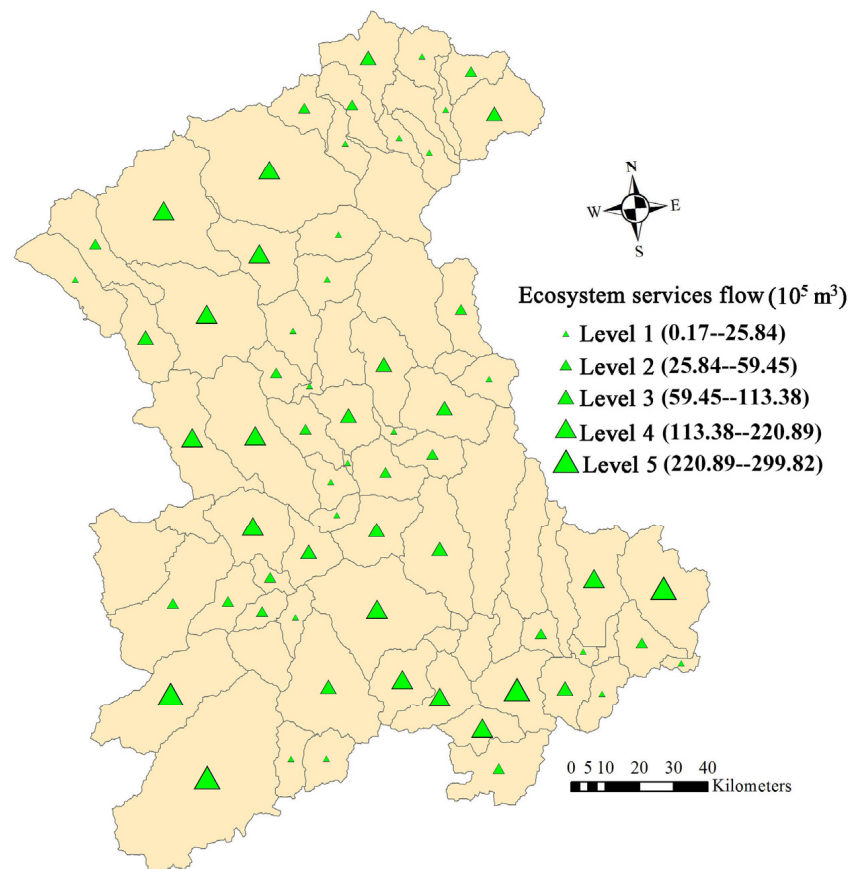 N
W E
S
Ecosystem services flow (10⁵ m³)
Level 1 (0.17--25.84)
Level 2 (25.84--59.45)
Level 3 (59.45--113.38)
Level 4 (113.38--220.89)
Level 5 (220.89--299.82)
0 5 10 20 30 40
Kilometers